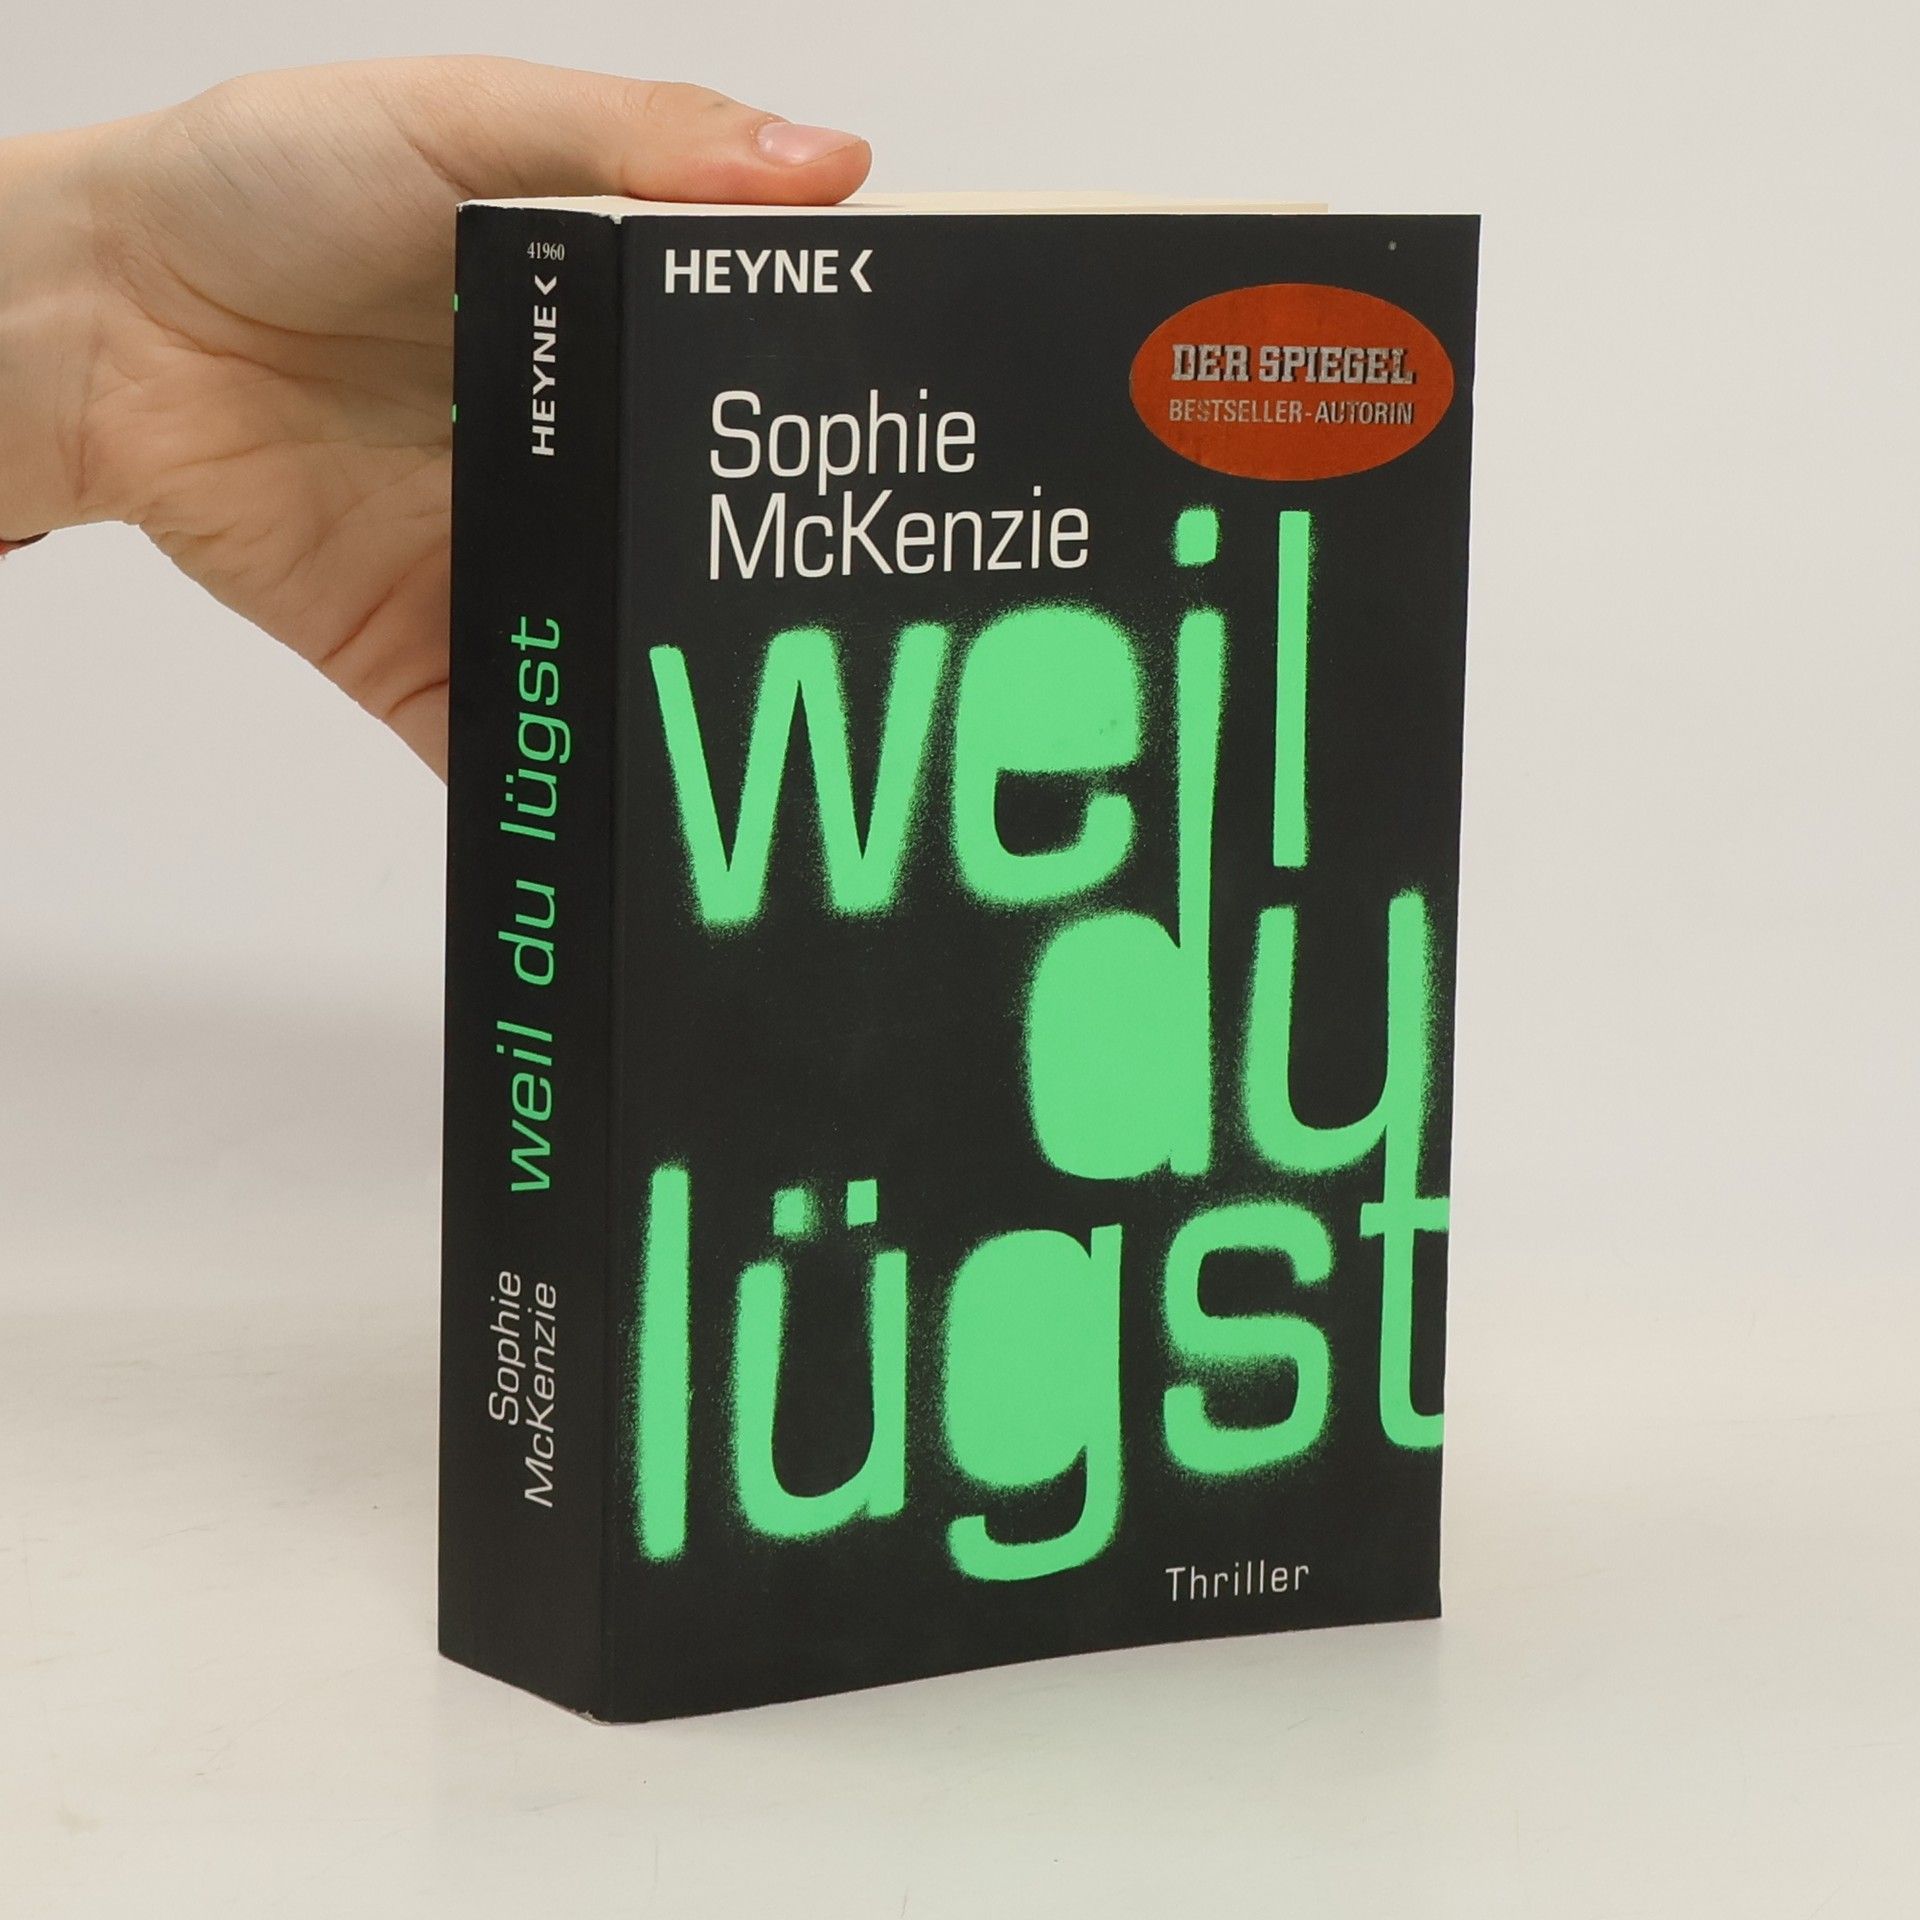 41960
HEYNE<
weil du lügst
Sophie
McKenzie
HEYNE<
DER SPIEGEL
BESTSELLER-AUTORIN
Sophie
McKenzie
weil
du
lügst
Thriller